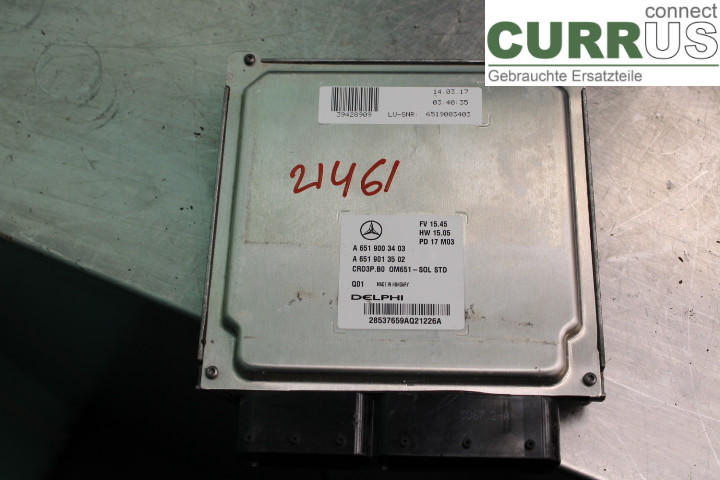 connect
CURRUS
Gebrauchte Ersatzteile
14.03.17
03:40:35
39428909 LU-SNR: 6519003403
21461
FV 15.45
HW 15.05
PD 17 M03
A 651 900 34 03
A 651 901 35 02
CRD3P.B0 OM651-SOL STD
Q01 MADE IN HUNGARY
DELPHI
28537659AQ21226A